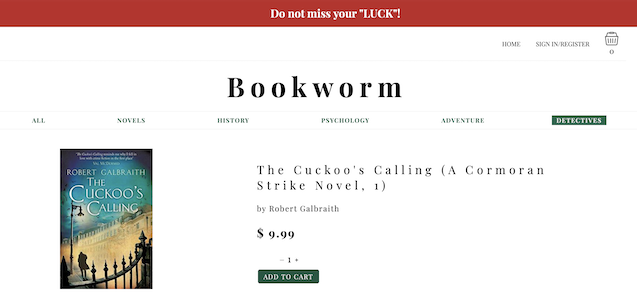 Do not miss your "LUCK"!
HOME SIGN IN/REGISTER
0
Bookworm
ALL NOVELS HISTORY PSYCHOLOGY ADVENTURE DETECTIVES
ROBERT GALBRAITH
THE
CUCKOO'S
CALLING
The Cuckoo's Calling (A Cormoran
Strike Novel, 1)
by Robert Galbraith
$ 9.99
− 1 +
ADD TO CART